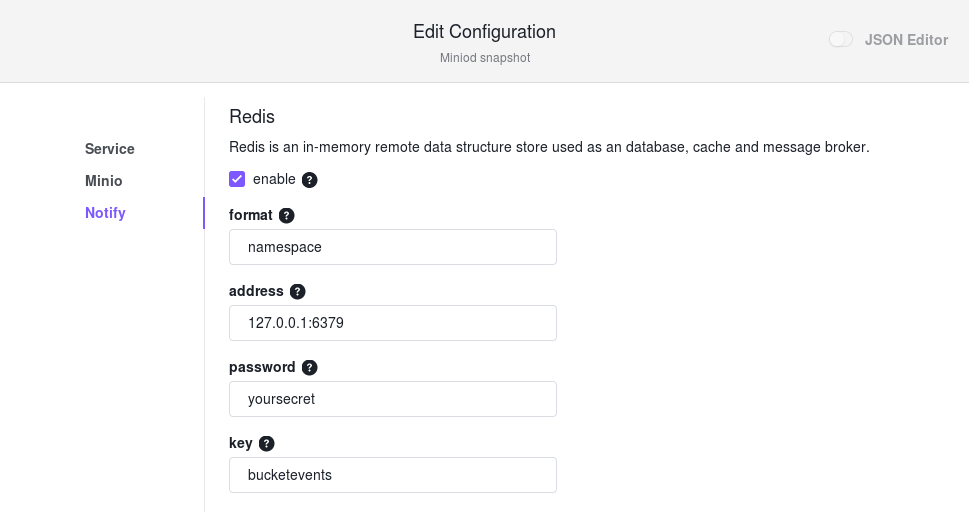 Edit Configuration
Miniod snapshot
JSON Editor
Service
Minio
Notify
Redis
Redis is an in-memory remote data structure store used as an database, cache and message broker.
enable ?
format ?
namespace
address ?
127.0.0.1:6379
password ?
yoursecret
key ?
bucketevents